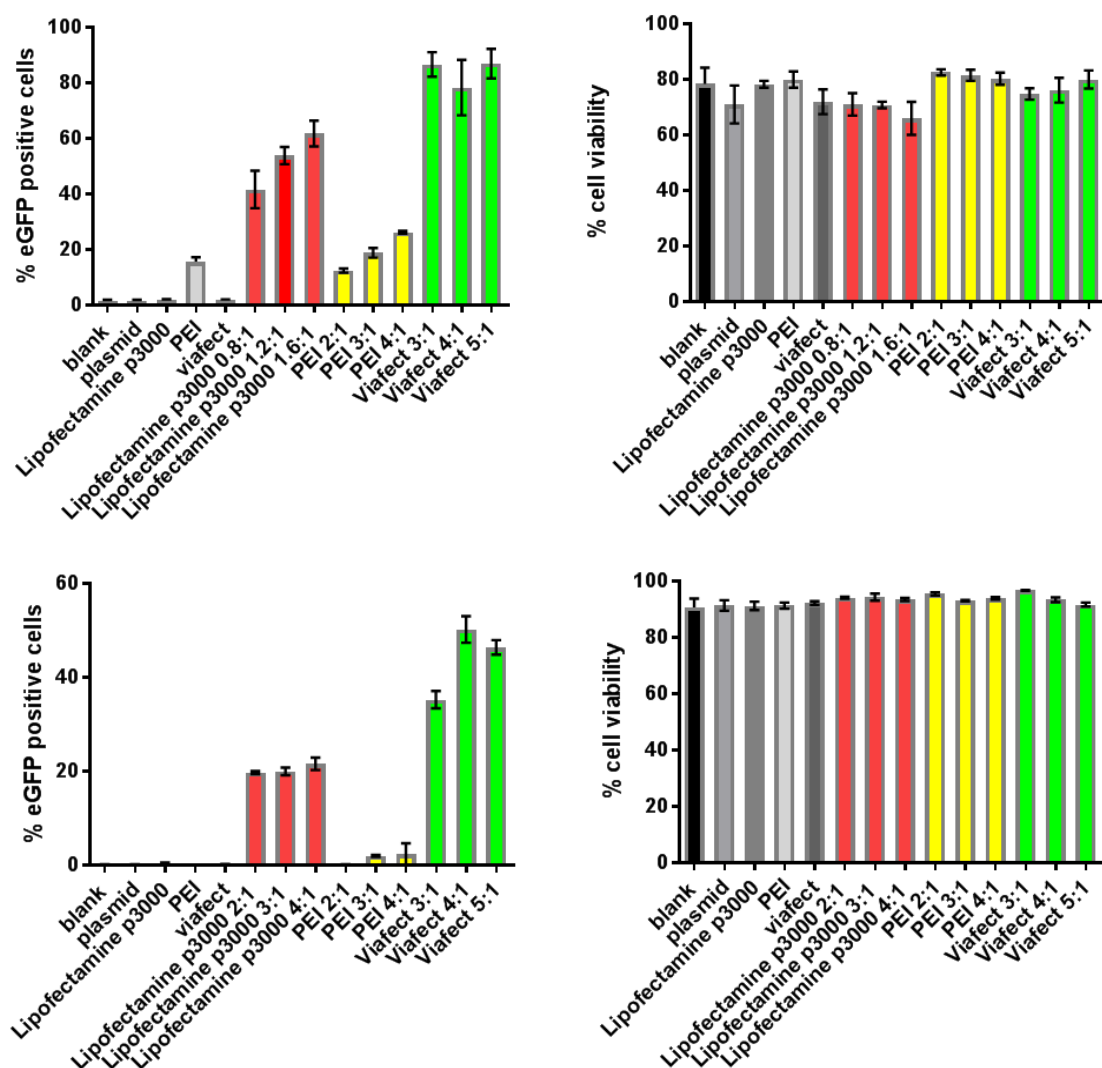 % eGFP positive cells
100
80
60
40
20
0
blank
plasmid
Lipofectamine p3000
PEI
viafect
Lipofectamine p3000 0.8:1
Lipofectamine p3000 1.2:1
Lipofectamine p3000 1.6:1
PEI 2:1
PEI 3:1
PEI 4:1
Viafect 3:1
Viafect 4:1
Viafect 5:1
% cell viability
100
80
60
40
20
0
blank
plasmid
Lipofectamine p3000
PEI
viafect
Lipofectamine p3000 0.8:1
Lipofectamine p3000 1.2:1
Lipofectamine p3000 1.6:1
PEI 2:1
PEI 3:1
PEI 4:1
Viafect 3:1
Viafect 4:1
Viafect 5:1
% eGFP positive cells
60
40
20
0
blank
plasmid
Lipofectamine p3000
PEI
viafect
Lipofectamine p3000 2:1
Lipofectamine p3000 3:1
Lipofectamine p3000 4:1
PEI 2:1
PEI 3:1
PEI 4:1
Viafect 3:1
Viafect 4:1
Viafect 5:1
% cell viability
100
80
60
40
20
0
blank
plasmid
Lipofectamine p3000
PEI
viafect
Lipofectamine p3000 2:1
Lipofectamine p3000 3:1
Lipofectamine p3000 4:1
PEI 2:1
PEI 3:1
PEI 4:1
Viafect 3:1
Viafect 4:1
Viafect 5:1